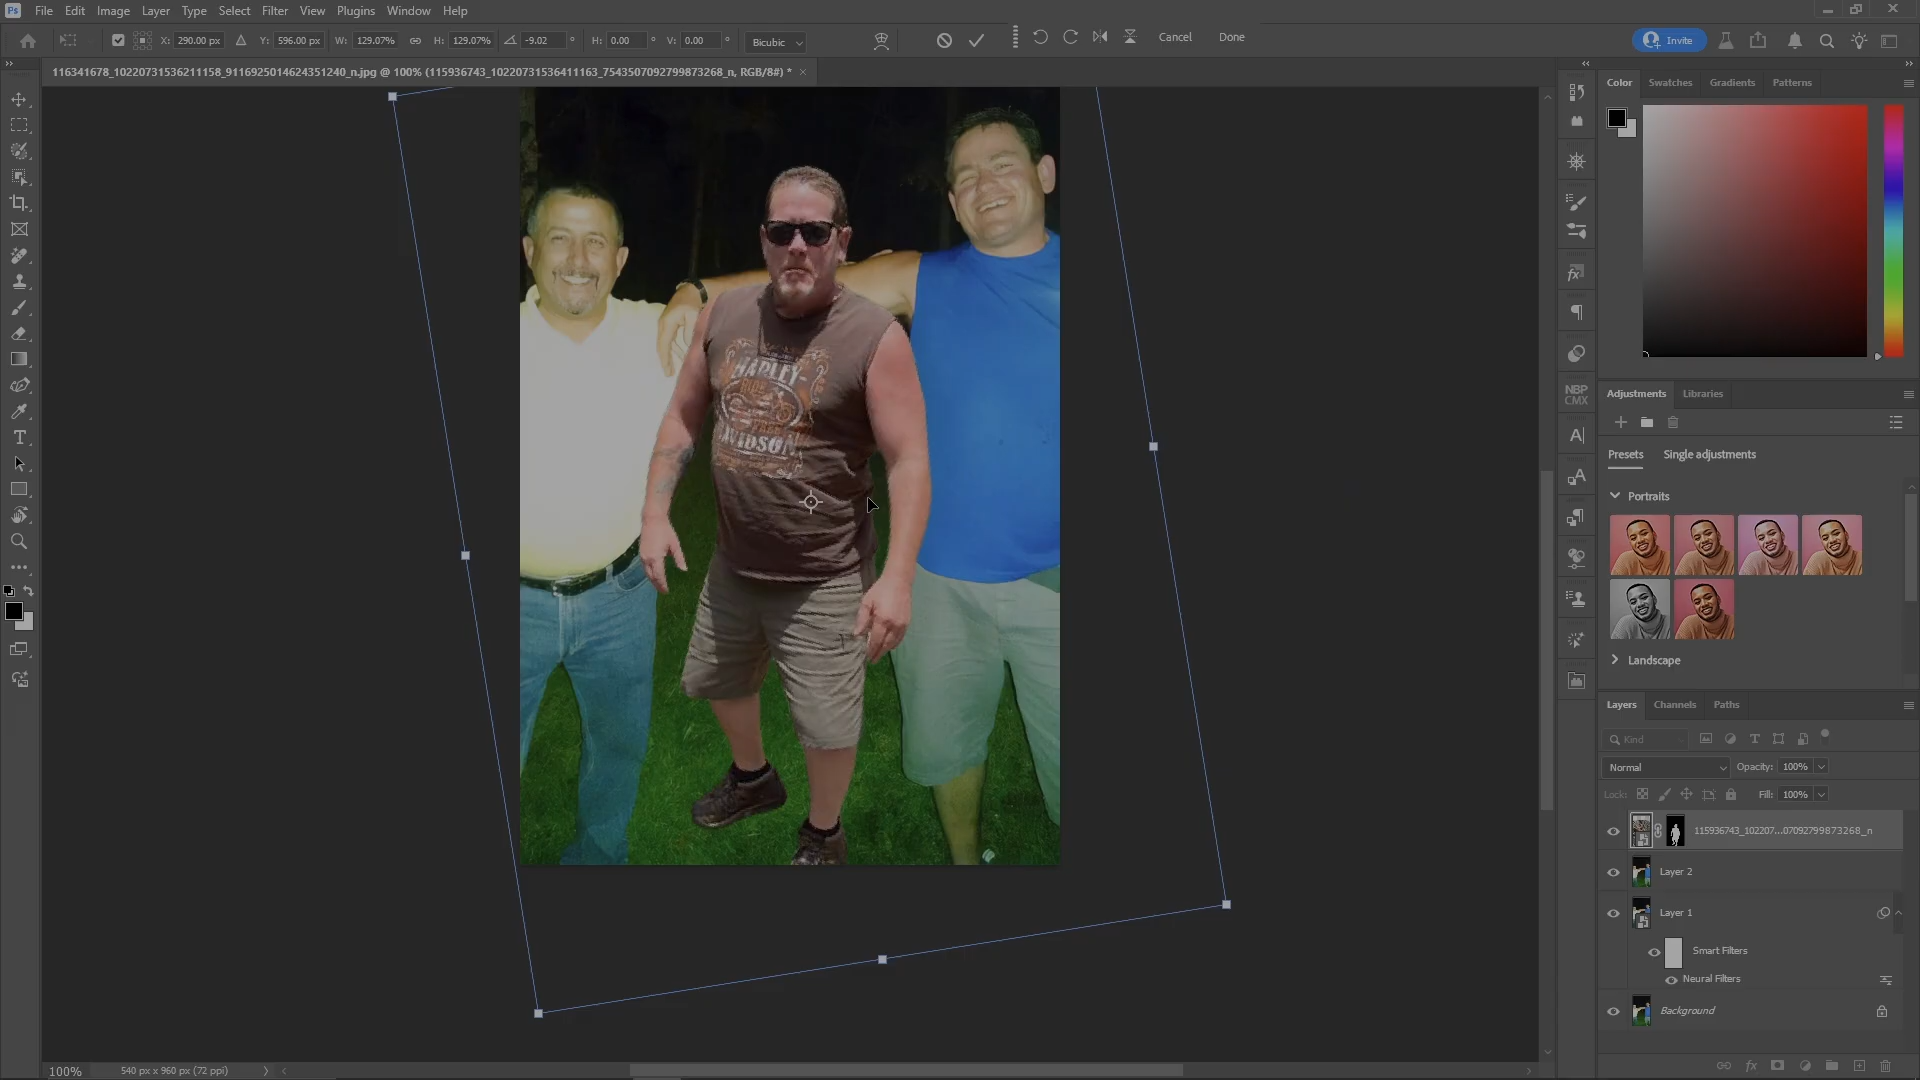 Ps File Edit Image Layer Type Select Filter View Plugins Window Help
X: 290.00 px Y: 596.00 px W: 129.07% H: 129.07% -9.02 ° H: 0.00 ° V: 0.00 ° Bicubic Cancel Done Invite
116341678_10220731536211158_9116925014624351240_n.jpg @ 100% (115936743_10220731536411163_7543507092799873268_n, RGB/8#) * ×
Color Swatches Gradients Patterns
HARLEY-
DAVIDSON
NBP
CMX
Adjustments Libraries
Presets Single adjustments
Portraits
Landscape
Layers Channels Paths
Kind
Normal Opacity: 100%
Lock: Fill: 100%
115936743_102207...07092799873268_n
Layer 2
Layer 1
Smart Filters
Neural Filters
Background
100% 540 px x 960 px (72 ppi)